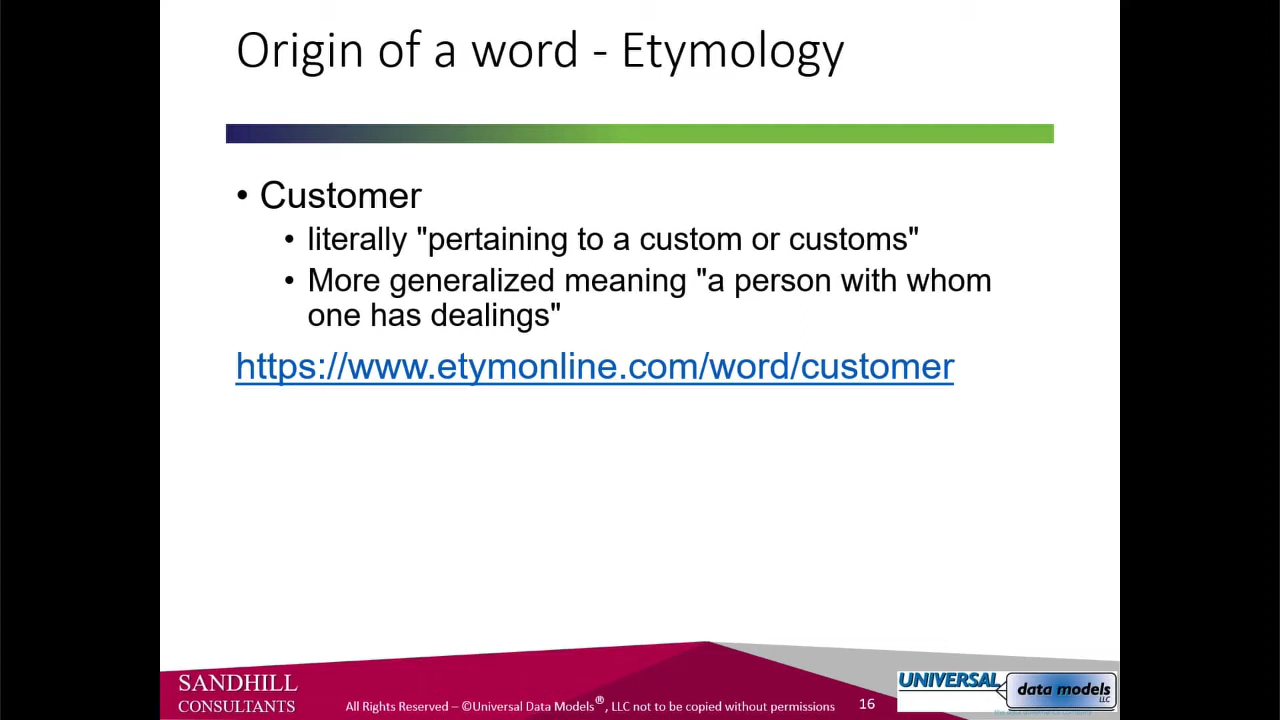 Origin of a word - Etymology
• Customer
• literally "pertaining to a custom or customs"
• More generalized meaning "a person with whom
one has dealings"
https://www.etymonline.com/word/customer
SANDHILL
CONSULTANTS
All Rights Reserved – ©Universal Data Models®, LLC not to be copied without permissions
16
UNIVERSAL
data models
LLC